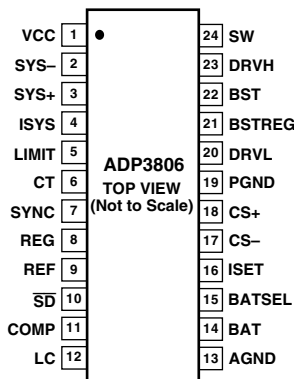 VCC 1
SYS– 2
SYS+ 3
ISYS 4
LIMIT 5
CT 6
SYNC 7
REG 8
REF 9
S̅D̅ 10
COMP 11
LC 12
ADP3806
TOP VIEW
(Not to Scale)
24 SW
23 DRVH
22 BST
21 BSTREG
20 DRVL
19 PGND
18 CS+
17 CS–
16 ISET
15 BATSEL
14 BAT
13 AGND